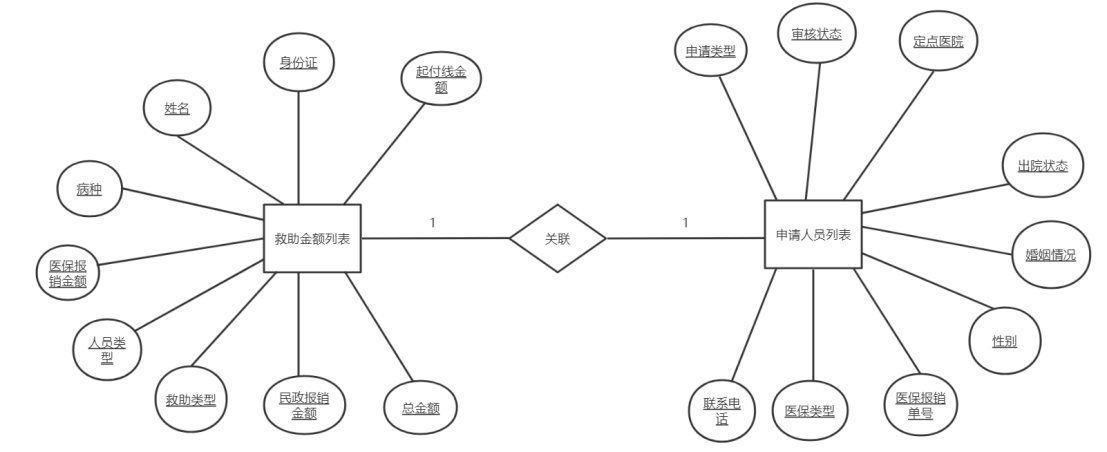 审核状态
申请类型
定点医院
身份证
起付线金
额
姓名
出院状态
病种
1
1
救助金额列表
关联
申请人员列表
婚姻情况
医保报
销金额
人员类
型
性别
救助类型
民政报销
金额
总金额
联系电
话
医保类型
医保报销
单号